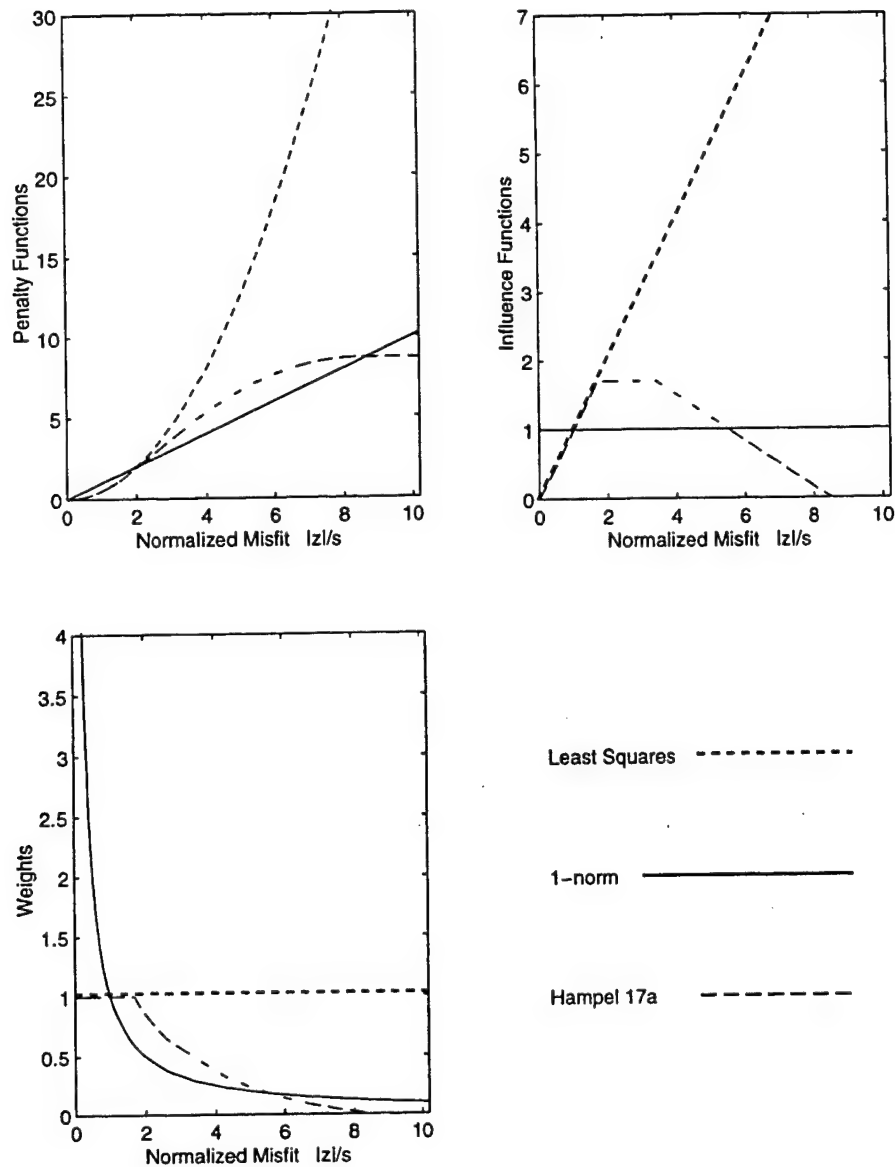 30
25
20
15
10
5
0
Penalty Functions
0 2 4 6 8 10
Normalized Misfit |z|/s
7
6
5
4
3
2
1
0
Influence Functions
0 2 4 6 8 10
Normalized Misfit |z|/s
4
3.5
3
2.5
2
1.5
1
0.5
0
Weights
0 2 4 6 8 10
Normalized Misfit |z|/s
Least Squares
1-norm
Hampel 17a